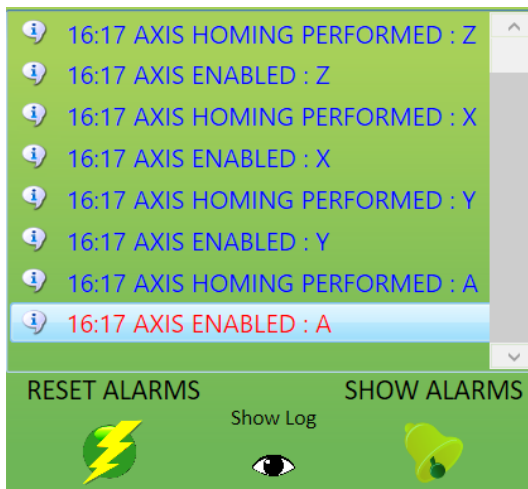 16:17 AXIS HOMING PERFORMED : Z
16:17 AXIS ENABLED : Z
16:17 AXIS HOMING PERFORMED : X
16:17 AXIS ENABLED : X
16:17 AXIS HOMING PERFORMED : Y
16:17 AXIS ENABLED : Y
16:17 AXIS HOMING PERFORMED : A
16:17 AXIS ENABLED : A
RESET ALARMS
SHOW ALARMS
Show Log